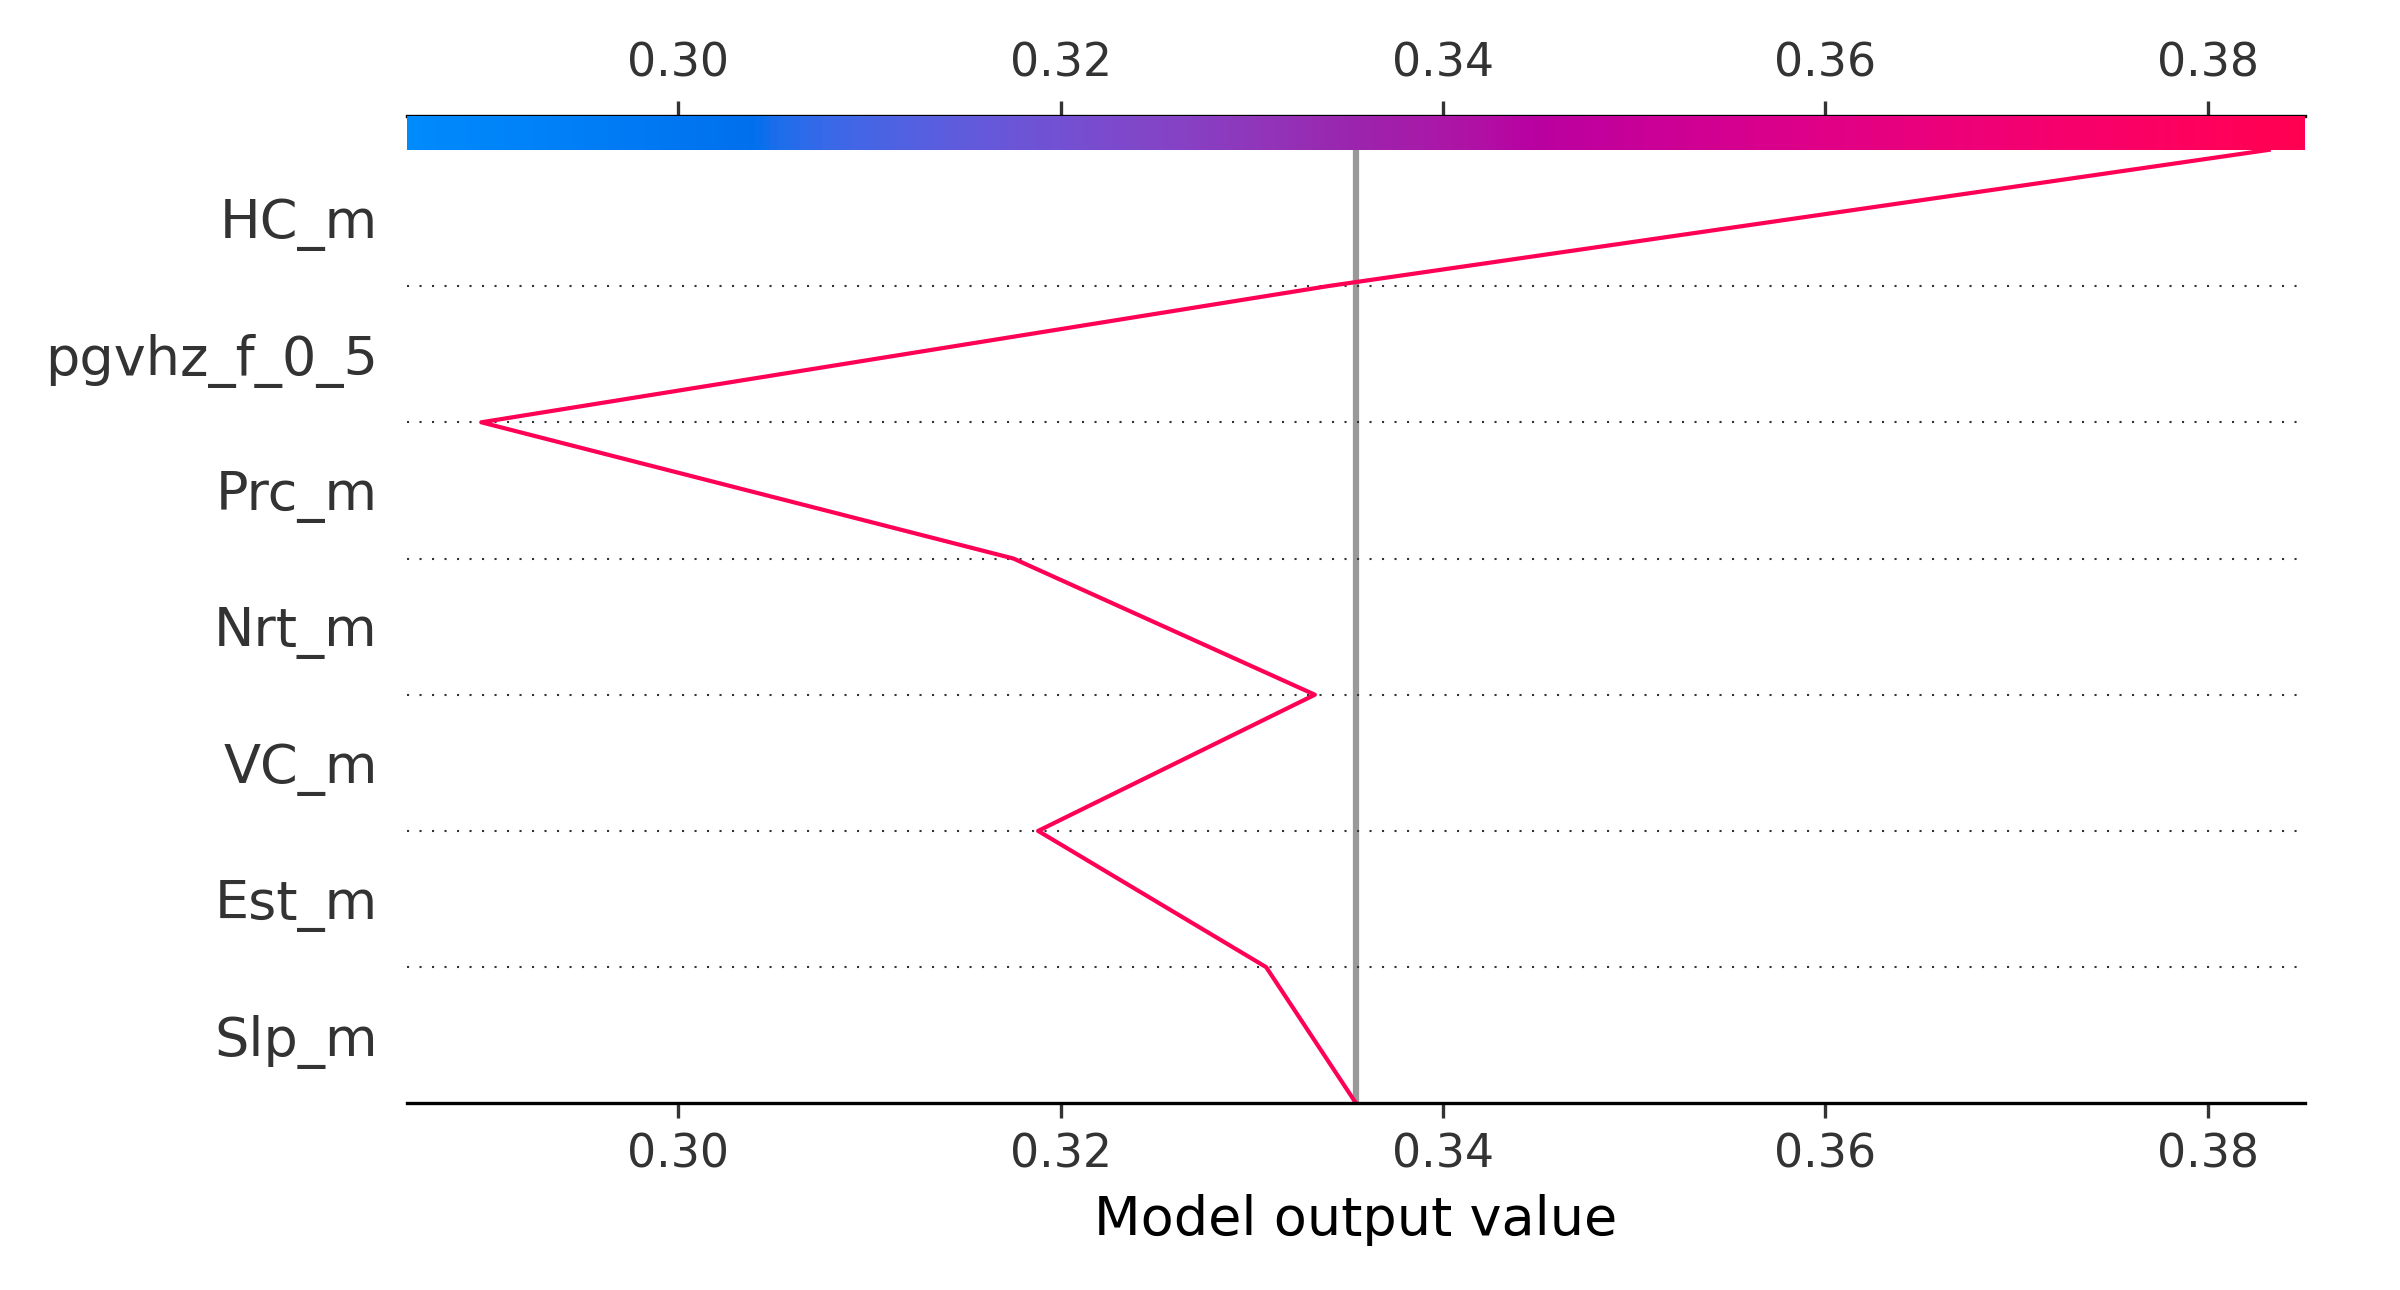 0.30 0.32 0.34 0.36 0.38
HC_m
pgvhz_f_0_5
Prc_m
Nrt_m
VC_m
Est_m
Slp_m
0.30 0.32 0.34 0.36 0.38
Model output value